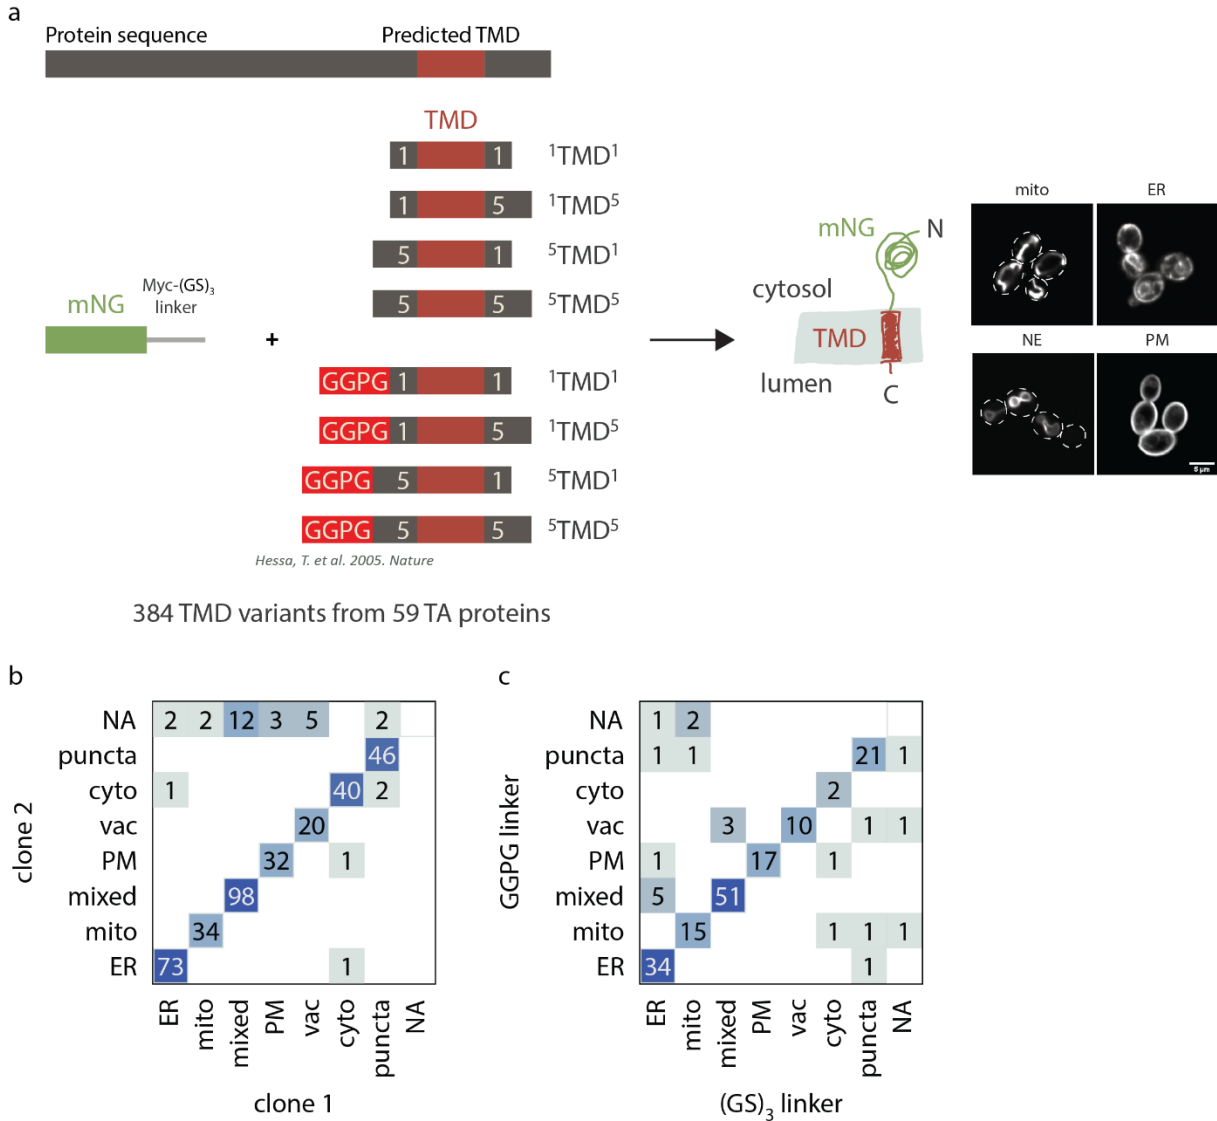 a
Protein sequence
Predicted TMD
TMD
1 1 ¹TMD¹
1 5 ¹TMD⁵
5 1 ⁵TMD¹
5 5 ⁵TMD⁵
mNG
Myc-(GS)₃
linker
+
GGPG 1 1 ¹TMD¹
GGPG 1 5 ¹TMD⁵
GGPG 5 1 ⁵TMD¹
GGPG 5 5 ⁵TMD⁵
Hessa, T. et al. 2005. Nature
384 TMD variants from 59 TA proteins
mNG N
cytosol
TMD
lumen
C
mito ER
NE PM
5 µm
b
clone 2
NA 2 2 12 3 5 2
puncta 46
cyto 1 40 2
vac 20
PM 32 1
mixed 98
mito 34
ER 73 1
ER mito mixed PM vac cyto puncta NA
clone 1
c
GGPG linker
NA 1 2
puncta 1 1 21 1
cyto 2
vac 3 10 1 1
PM 1 17 1
mixed 5 51
mito 15 1 1 1
ER 34 1
ER mito mixed PM vac cyto puncta NA
(GS)₃ linker